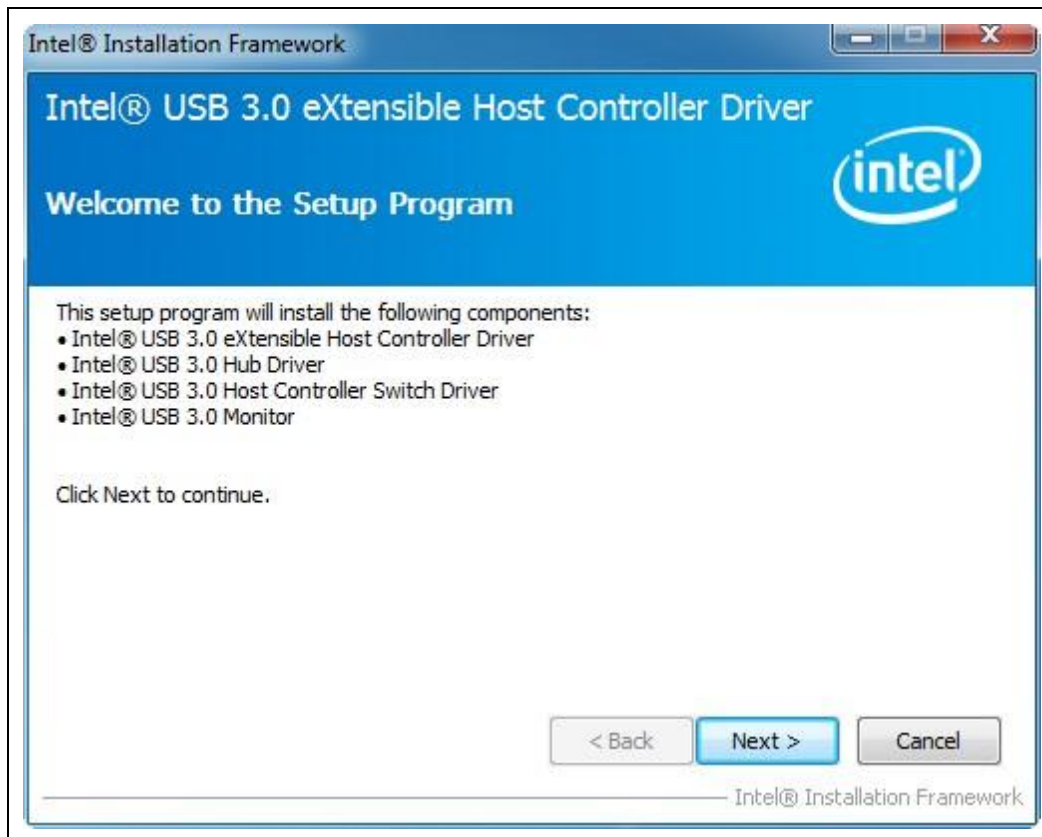 Intel® Installation Framework
Intel® USB 3.0 eXtensible Host Controller Driver
intel
Welcome to the Setup Program
This setup program will install the following components:
• Intel® USB 3.0 eXtensible Host Controller Driver
• Intel® USB 3.0 Hub Driver
• Intel® USB 3.0 Host Controller Switch Driver
• Intel® USB 3.0 Monitor
Click Next to continue.
< Back Next > Cancel
Intel® Installation Framework